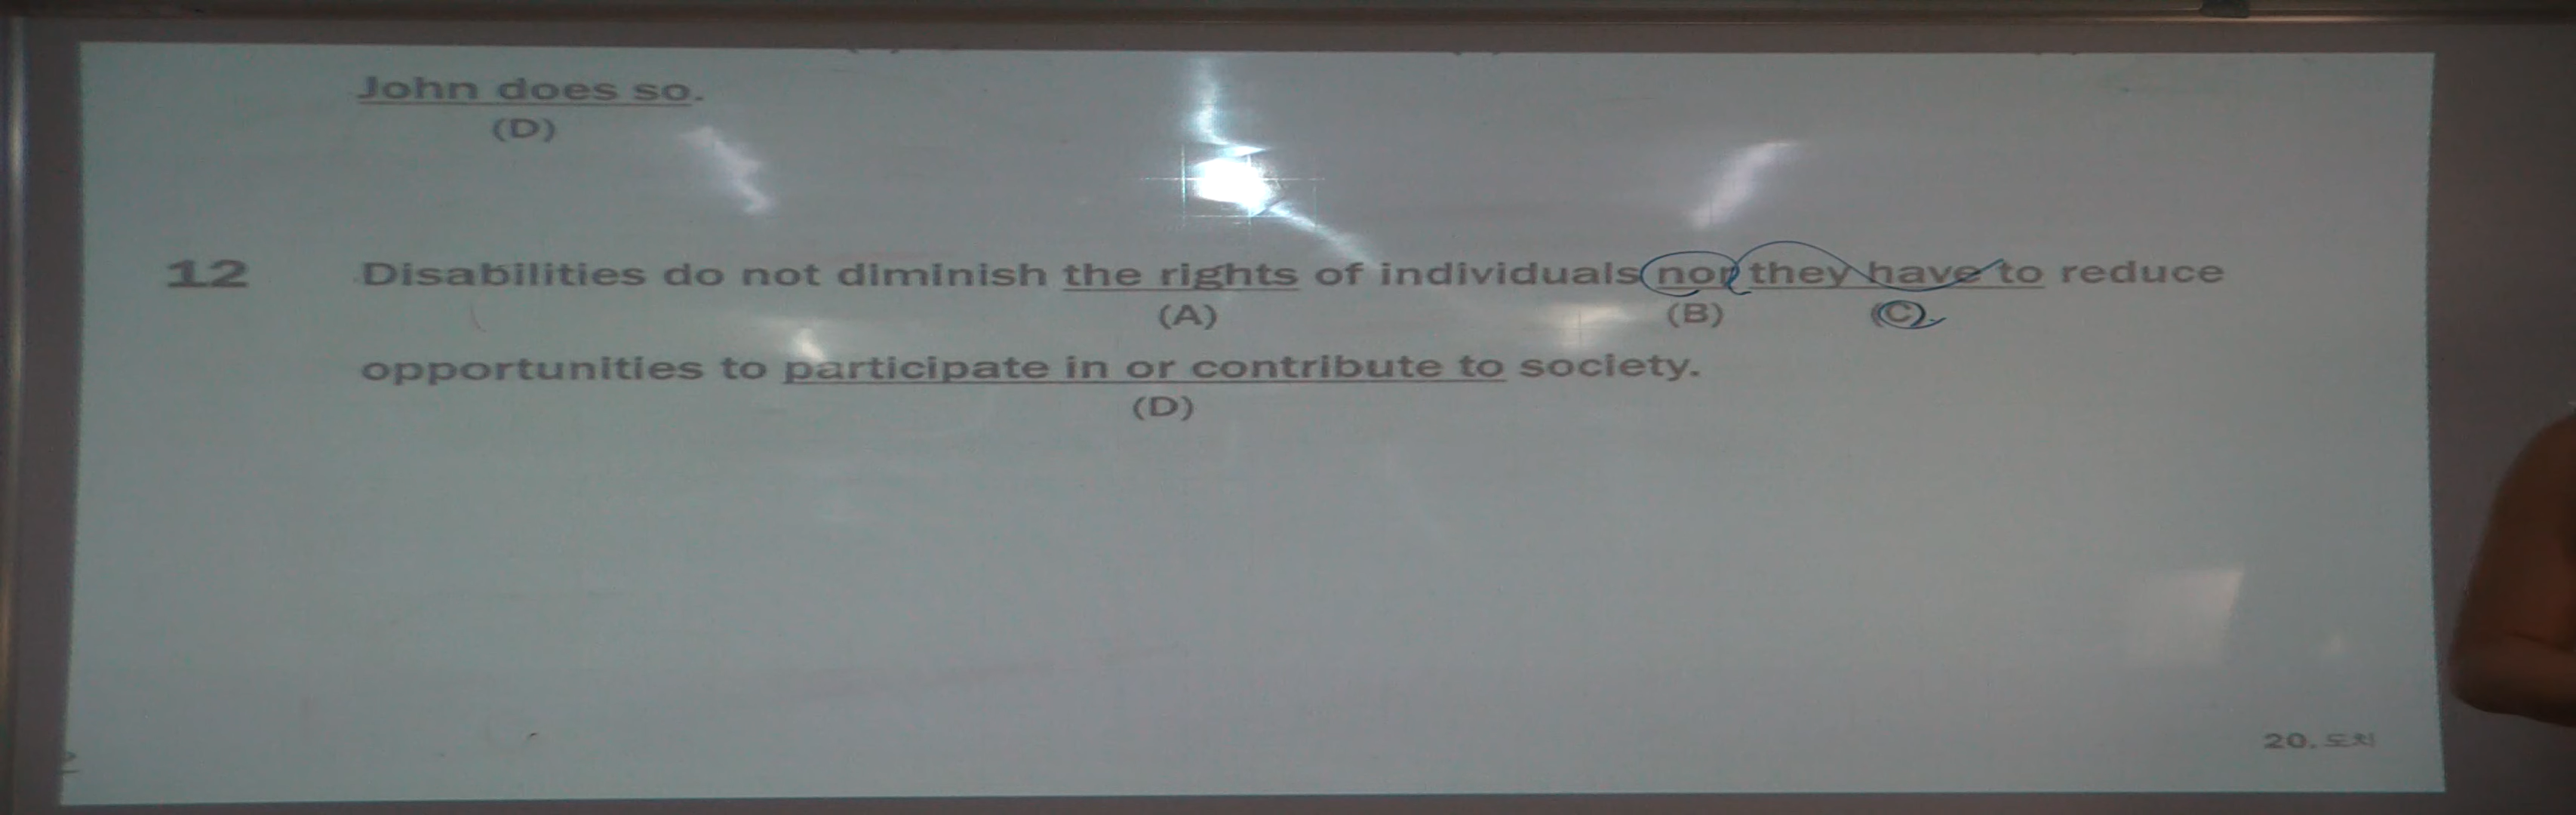 John does so.
(D)
12 Disabilities do not diminish the rights of individuals nor they have to reduce
(A) (B) (C)
opportunities to participate in or contribute to society.
(D)
20. 도치